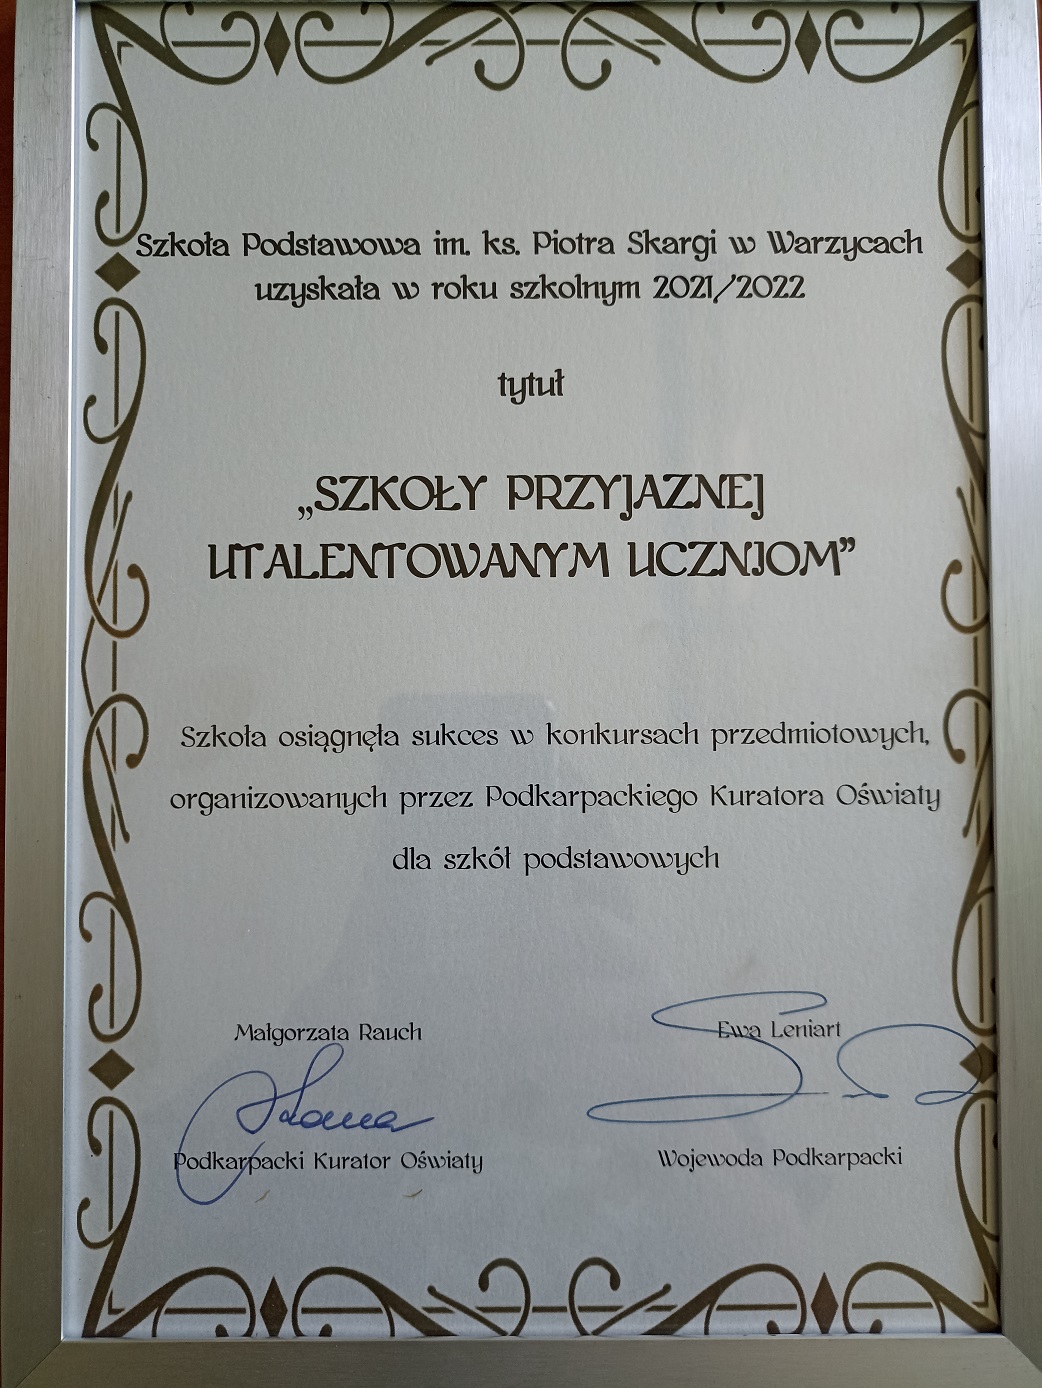 Szkoła Podstawowa im. ks. Piotra Skargi w Warzycach
uzyskała w roku szkolnym 2021/2022
tytuł
„SZKOŁY PRZYJAZNEJ
UTALENTOWANYM UCZNIOM”
Szkoła osiągnęła sukces w konkursach przedmiotowych,
organizowanych przez Podkarpackiego Kuratora Oświaty
dla szkół podstawowych
Małgorzata Rauch
Podkarpacki Kurator Oświaty
Ewa Leniart
Wojewoda Podkarpacki